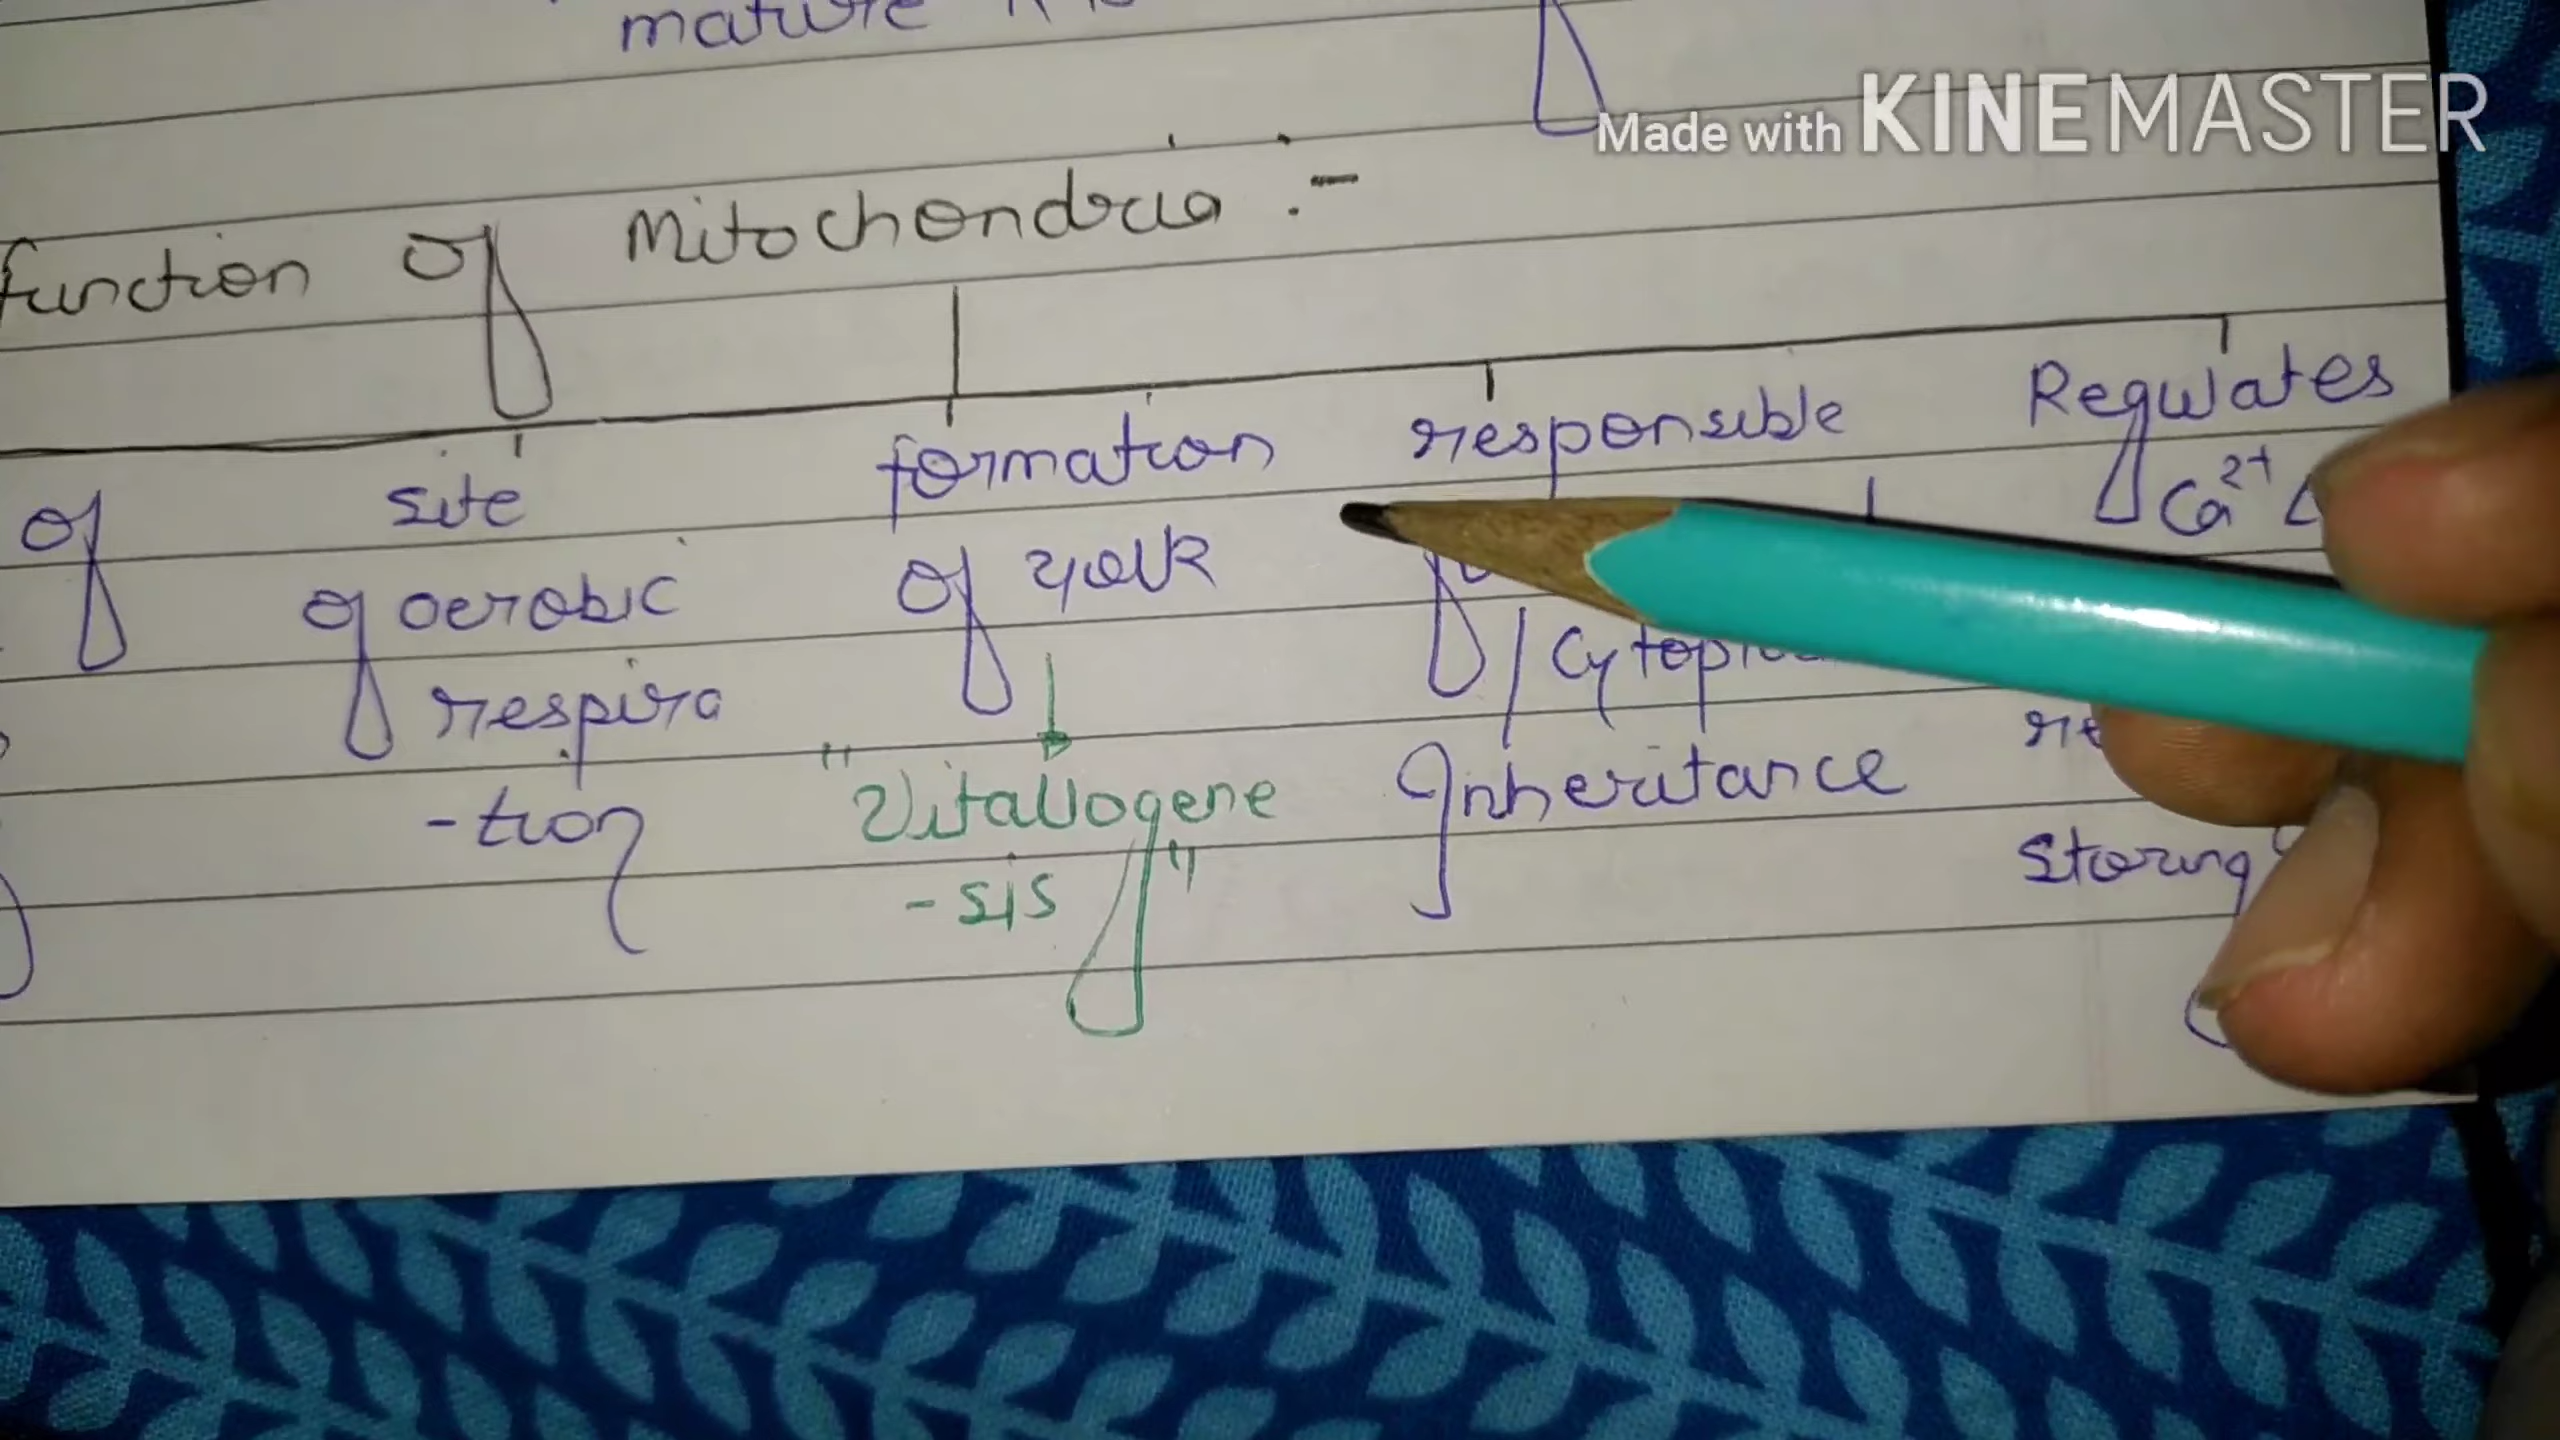 mature
Made with KINEMASTER
function of Mitochondria :-
of site formation responsible Regulates
of aerobic of yolk Ca2+
respira / Cytop
-tion "Vitallogene Inheritance
-sis" Storing